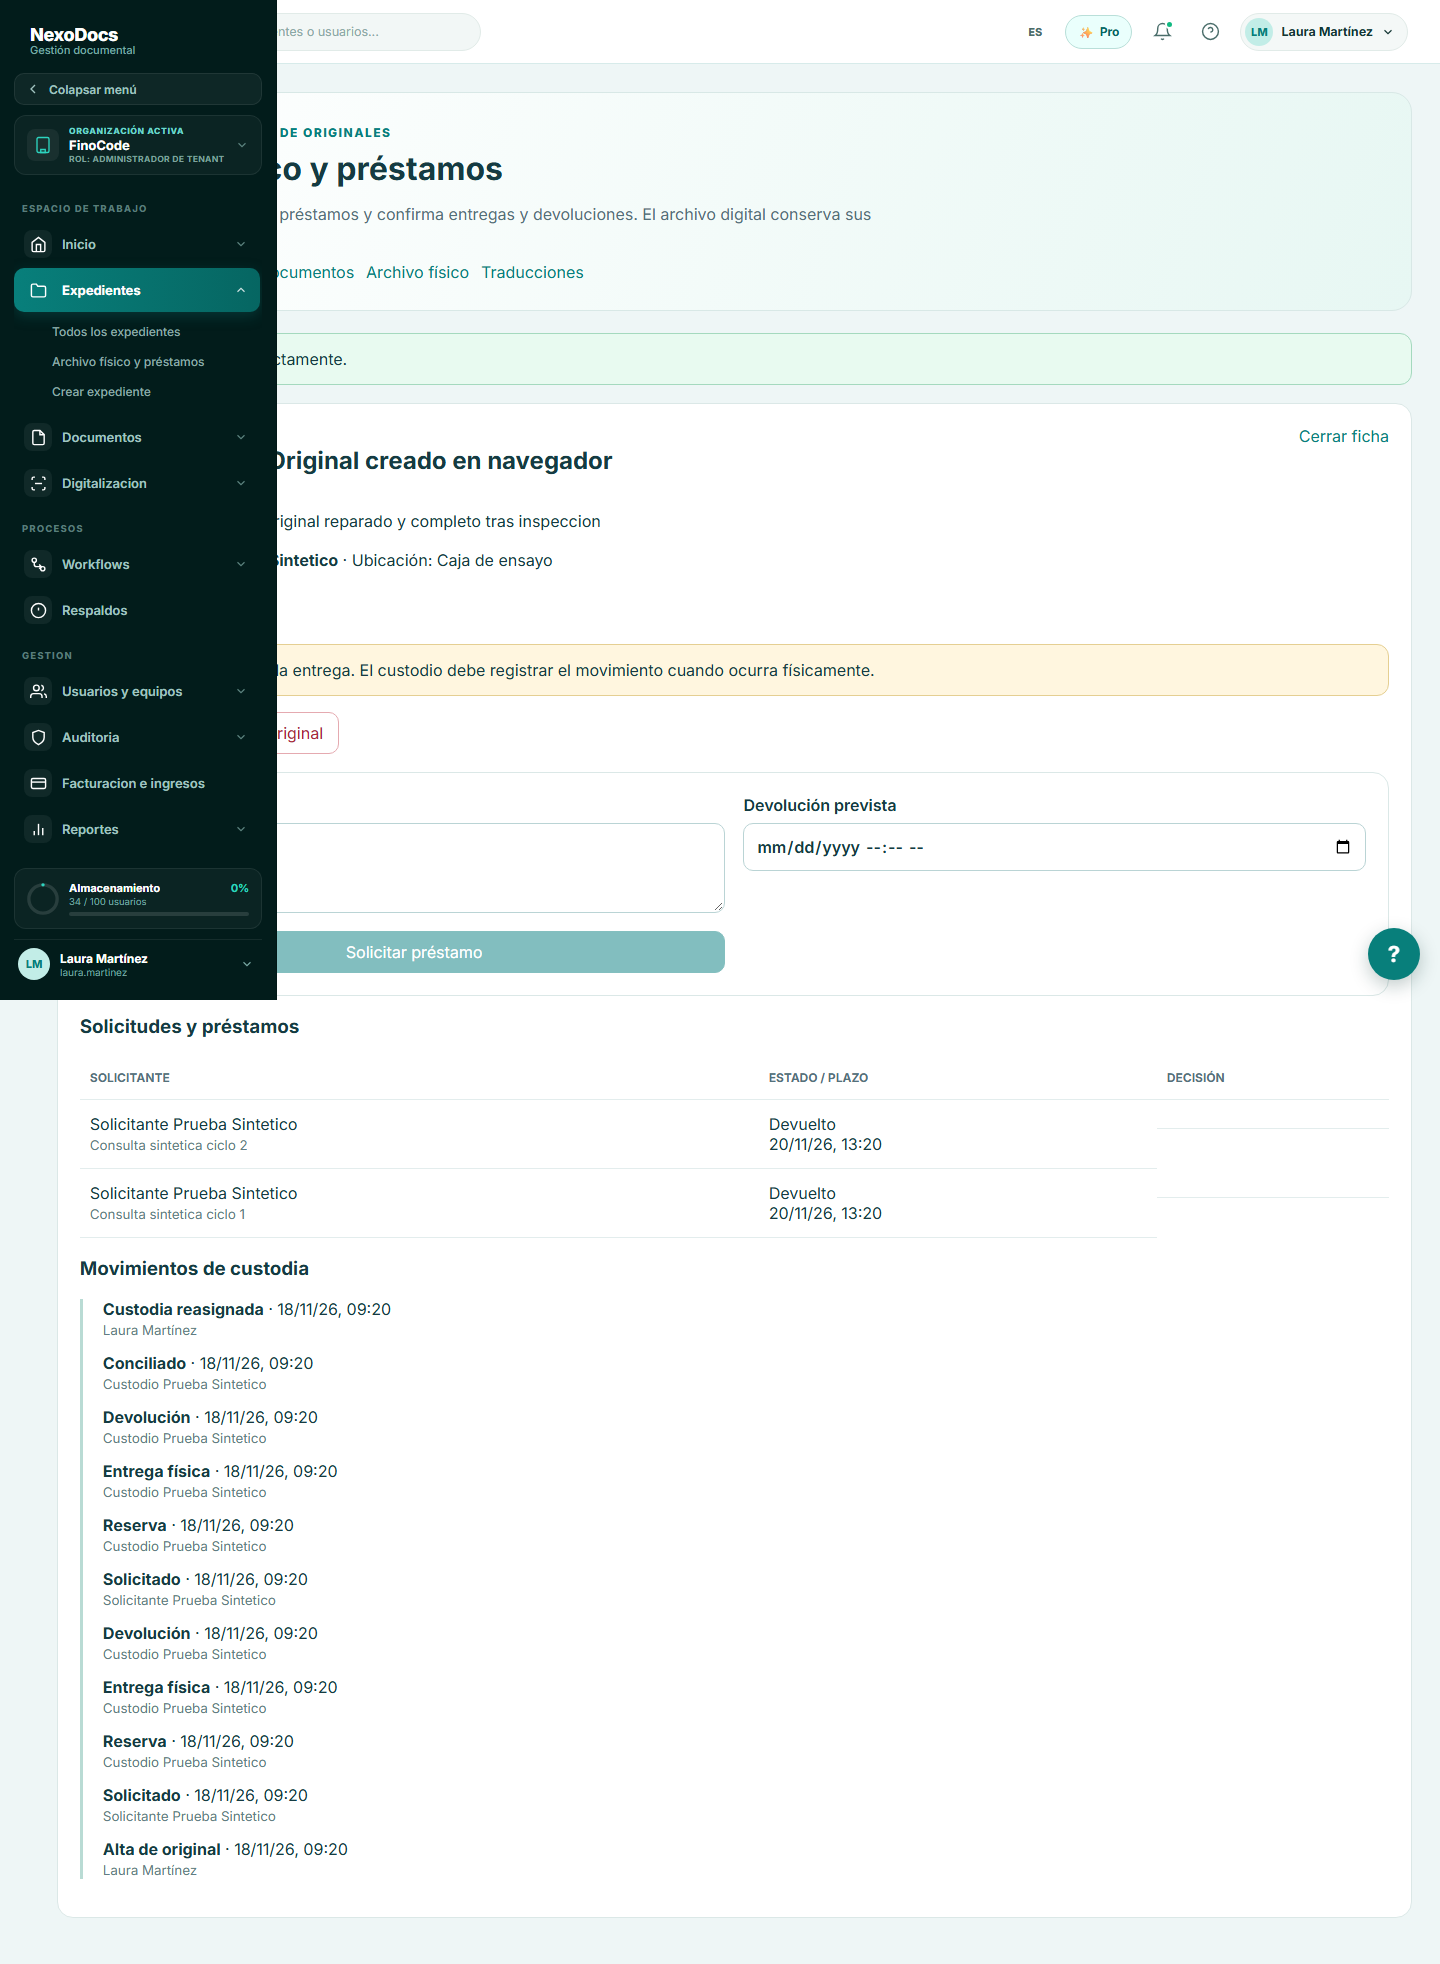 NexoDocs
Gestión documental
Colapsar menú
ORGANIZACIÓN ACTIVA
FinoCode
ROL: ADMINISTRADOR DE TENANT
ESPACIO DE TRABAJO
Inicio
Expedientes
Todos los expedientes
Archivo físico y préstamos
Crear expediente
Documentos
Digitalizacion
PROCESOS
Workflows
Respaldos
GESTION
Usuarios y equipos
Auditoria
Facturacion e ingresos
Reportes
Almacenamiento 0%
34 / 100 usuarios
LM Laura Martínez
laura.martinez
o usuarios...
ES
Pro
LM Laura Martínez
DE ORIGINALES
y préstamos
préstamos y confirma entregas y devoluciones. El archivo digital conserva sus
Archivo físico Traducciones
Cerrar ficha
Original creado en navegador
reparado y completo tras inspeccion
Sintetico · Ubicación: Caja de ensayo
la entrega. El custodio debe registrar el movimiento cuando ocurra físicamente.
Devolución prevista
mm/dd/yyyy --:-- --
Solicitar préstamo
?
Solicitudes y préstamos
SOLICITANTE ESTADO / PLAZO DECISIÓN
Solicitante Prueba Sintetico Devuelto
Consulta sintetica ciclo 2 20/11/26, 13:20
Solicitante Prueba Sintetico Devuelto
Consulta sintetica ciclo 1 20/11/26, 13:20
Movimientos de custodia
Custodia reasignada · 18/11/26, 09:20
Laura Martínez
Conciliado · 18/11/26, 09:20
Custodio Prueba Sintetico
Devolución · 18/11/26, 09:20
Custodio Prueba Sintetico
Entrega física · 18/11/26, 09:20
Custodio Prueba Sintetico
Reserva · 18/11/26, 09:20
Custodio Prueba Sintetico
Solicitado · 18/11/26, 09:20
Solicitante Prueba Sintetico
Devolución · 18/11/26, 09:20
Custodio Prueba Sintetico
Entrega física · 18/11/26, 09:20
Custodio Prueba Sintetico
Reserva · 18/11/26, 09:20
Custodio Prueba Sintetico
Solicitado · 18/11/26, 09:20
Solicitante Prueba Sintetico
Alta de original · 18/11/26, 09:20
Laura Martínez